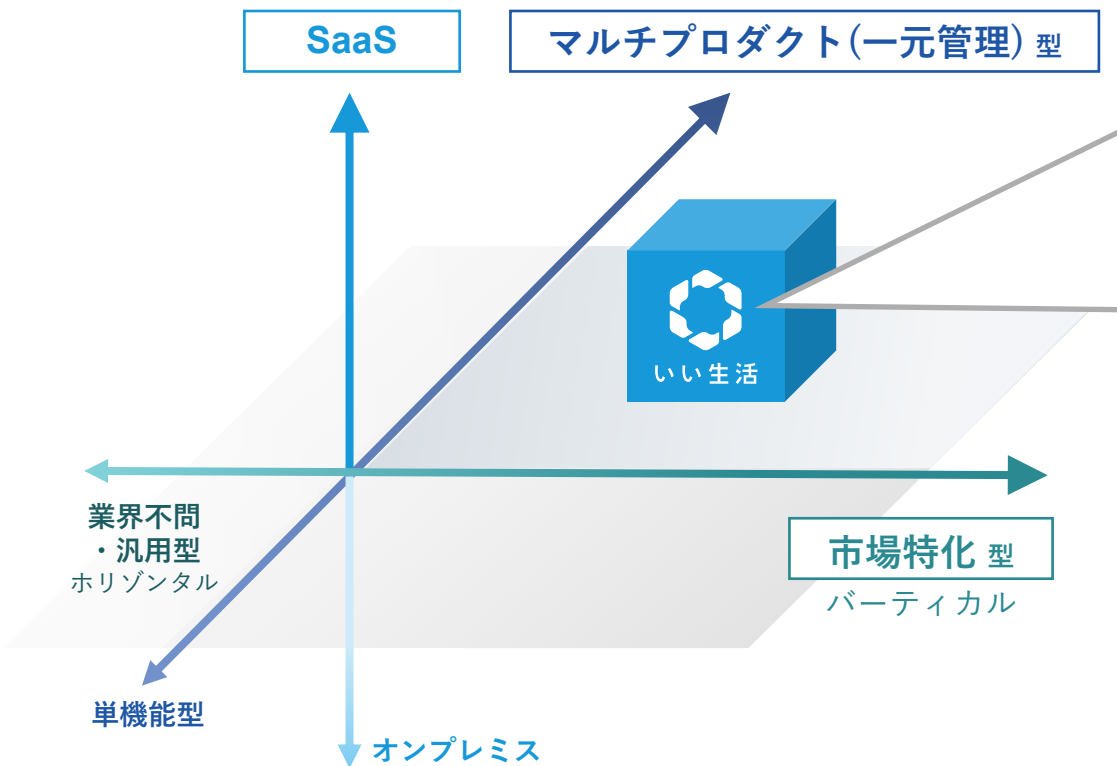 SaaS
マルチプロダクト(一元管理) 型
いい生活
業界不問
・汎用型
ホリゾンタル
市場特化 型
バーティカル
単機能型
オンプレミス